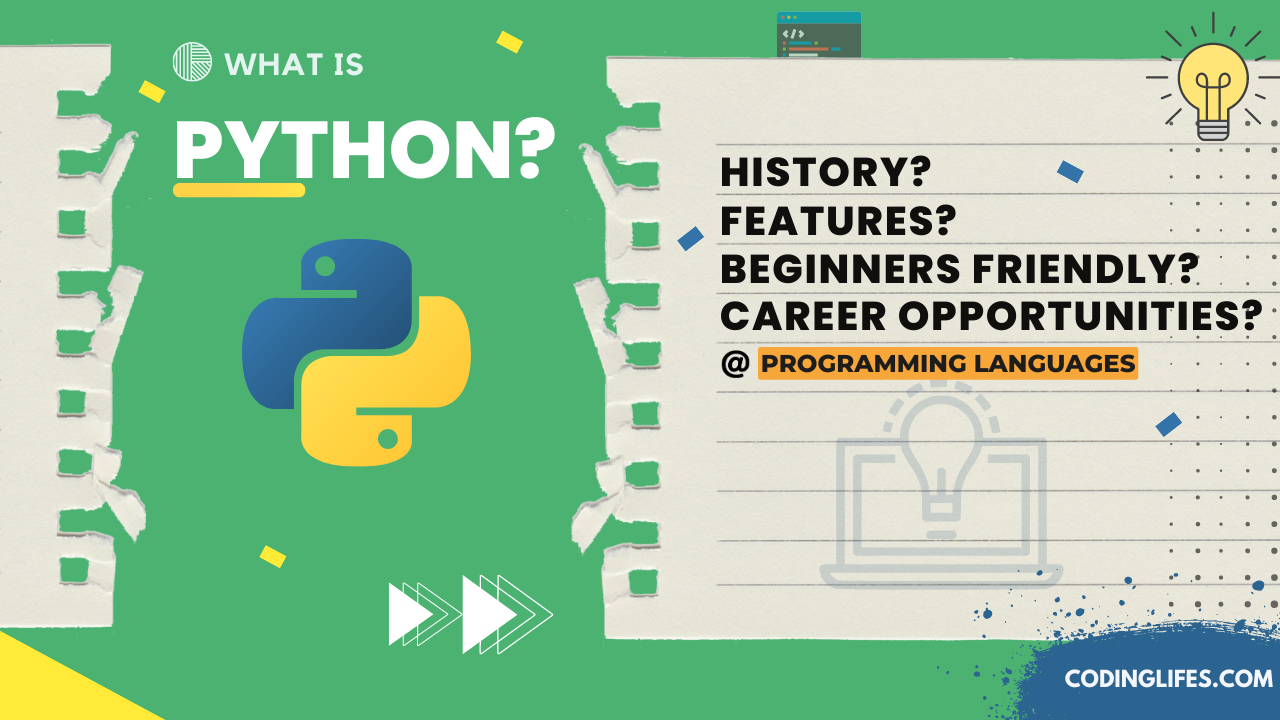 WHAT IS
PYTHON?
</>
HISTORY?
FEATURES?
BEGINNERS FRIENDLY?
CAREER OPPORTUNITIES?
@ PROGRAMMING LANGUAGES
CODINGLIFES.COM